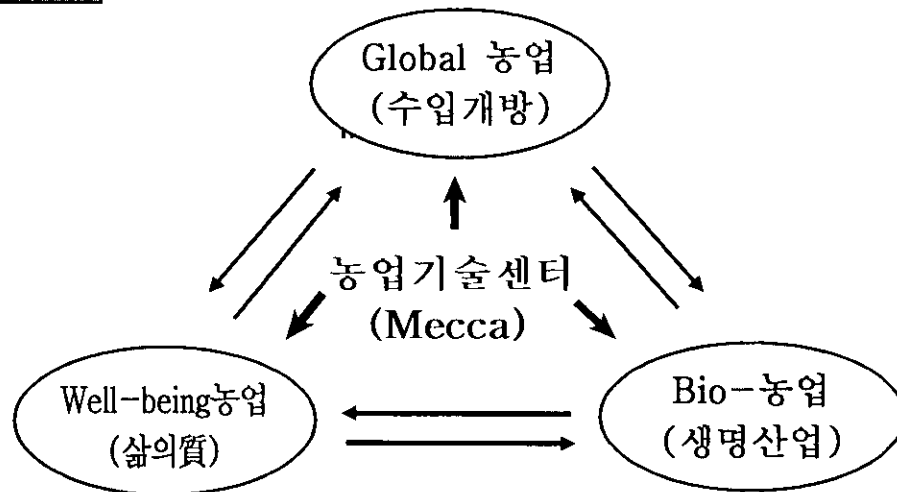 Global 농업
(수입개방)
농업기술센터
(Mecca)
Well-being농업
(삶의質)
Bio-농업
(생명산업)